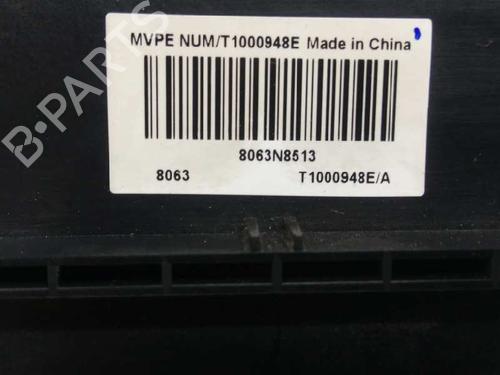 MVPE NUM/T1000948E Made in China
8063N8513
8063 T1000948E/A
B-PARTS